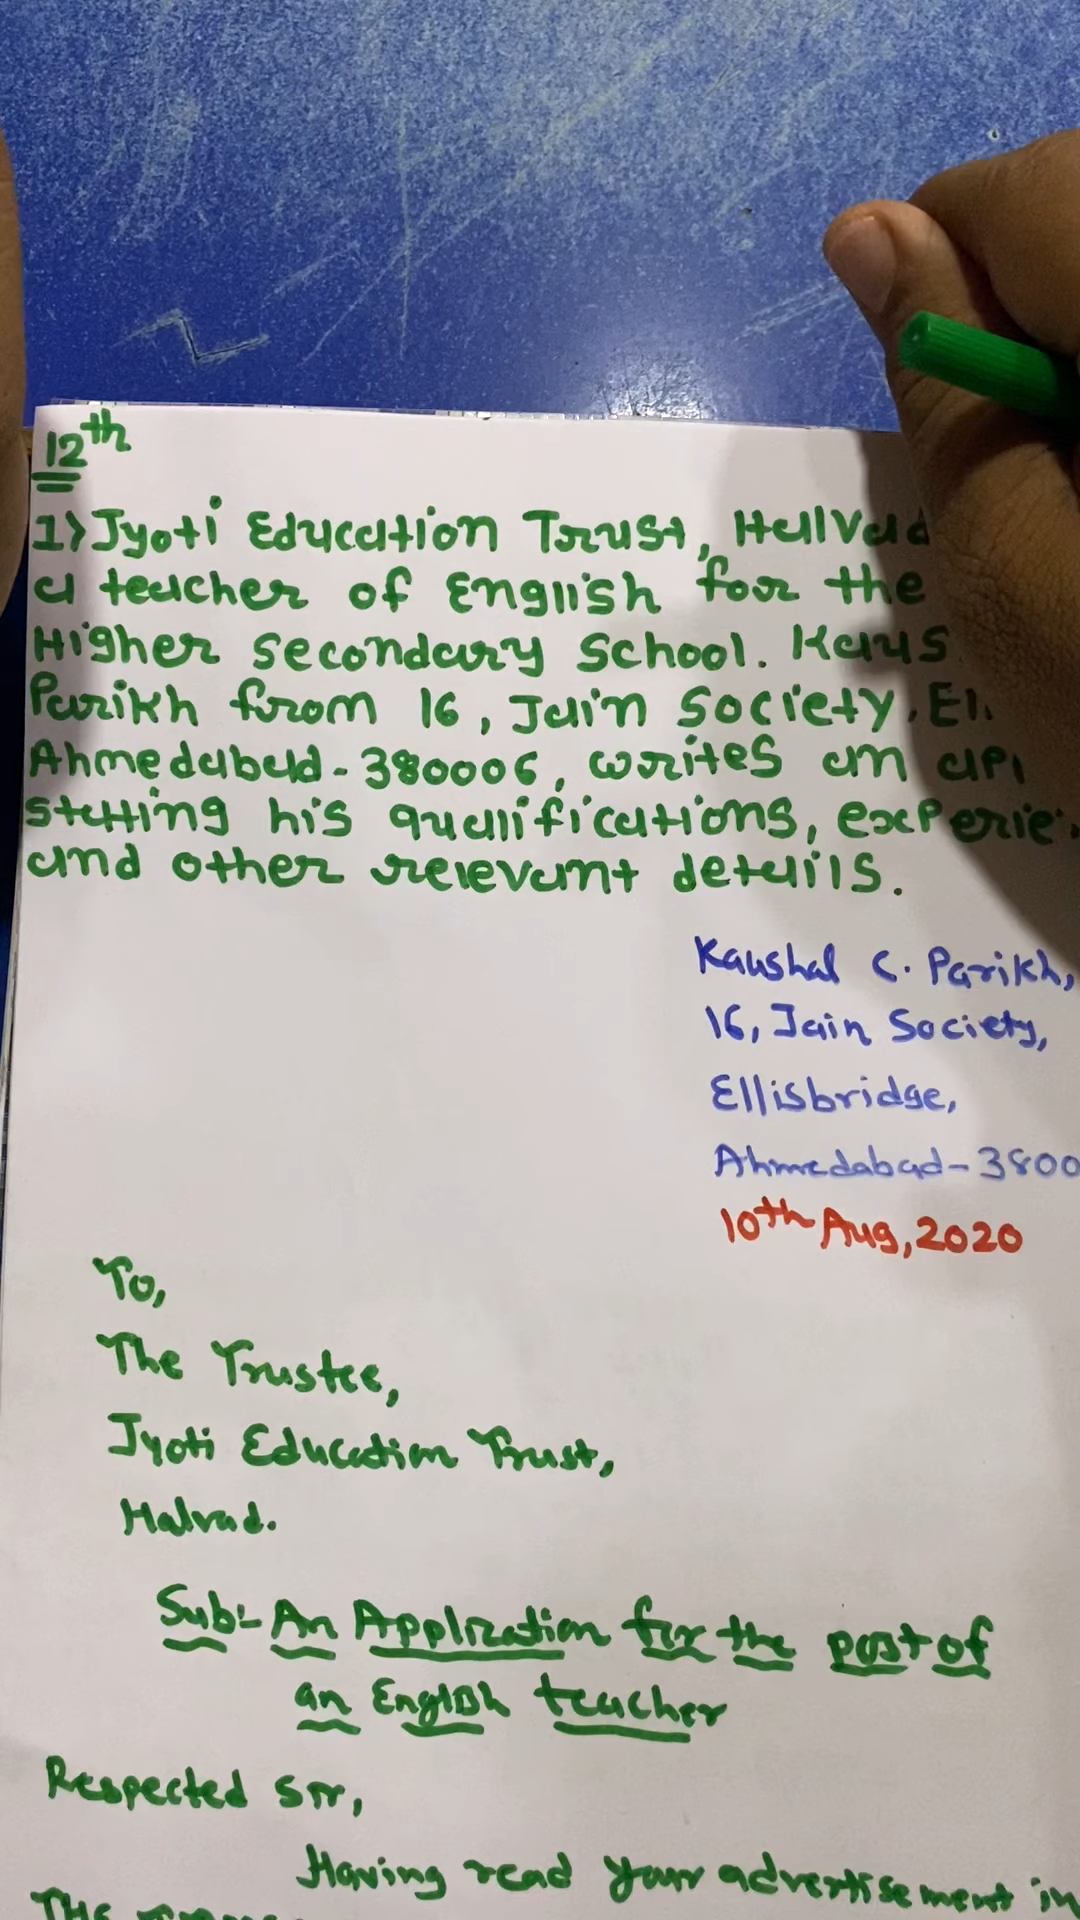 12th
1) Jyoti Education Trust, Halvad
a teacher of English for the
Higher Secondary School. Kaus
Parikh from 16, Jain Society, El
Ahmedabad - 380006, writes an
stating his qualifications, experie
and other relevant details.
Kaushal C. Parikh,
16, Jain Society,
Ellisbridge,
Ahmedabad - 3800
10th Aug, 2020
To,
The Trustee,
Jyoti Education Trust,
Halvad.
Sub:- An Application for the post of
an English teacher
Respected Sir,
Having read your advertisement in